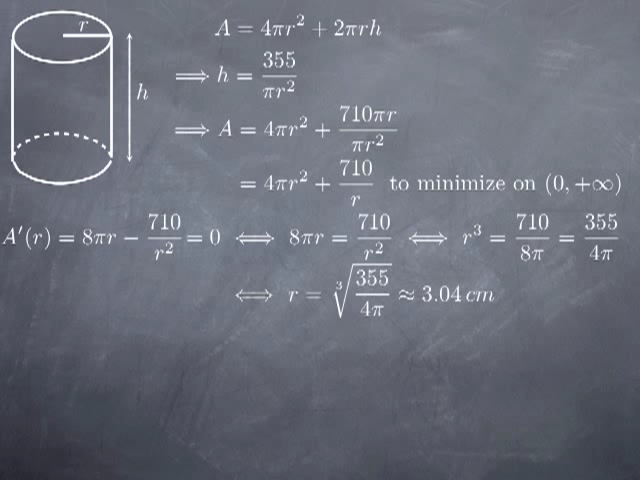 r
h
A = 4πr² + 2πrh
⟹ h = 355/πr²
⟹ A = 4πr² + 710πr/πr²
= 4πr² + 710/r to minimize on (0, +∞)
A′(r) = 8πr − 710/r² = 0 ⟺ 8πr = 710/r² ⟺ r³ = 710/8π = 355/4π
⟺ r = ∛(355/4π) ≈ 3.04 cm